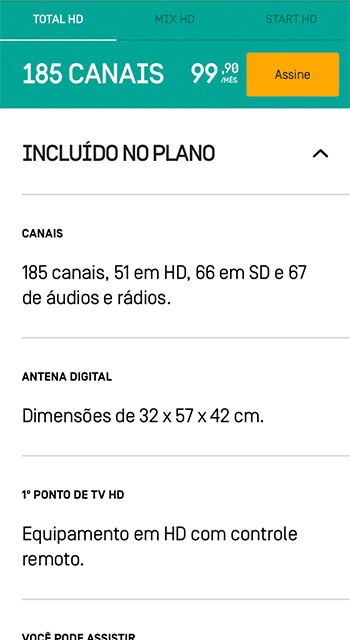 TOTAL HD MIX HD START HD
185 CANAIS 99,90 /MÊS Assine
INCLUÍDO NO PLANO
CANAIS
185 canais, 51 em HD, 66 em SD e 67
de áudios e rádios.
ANTENA DIGITAL
Dimensões de 32 x 57 x 42 cm.
1º PONTO DE TV HD
Equipamento em HD com controle
remoto.
VOCÊ PODE ASSISTIR